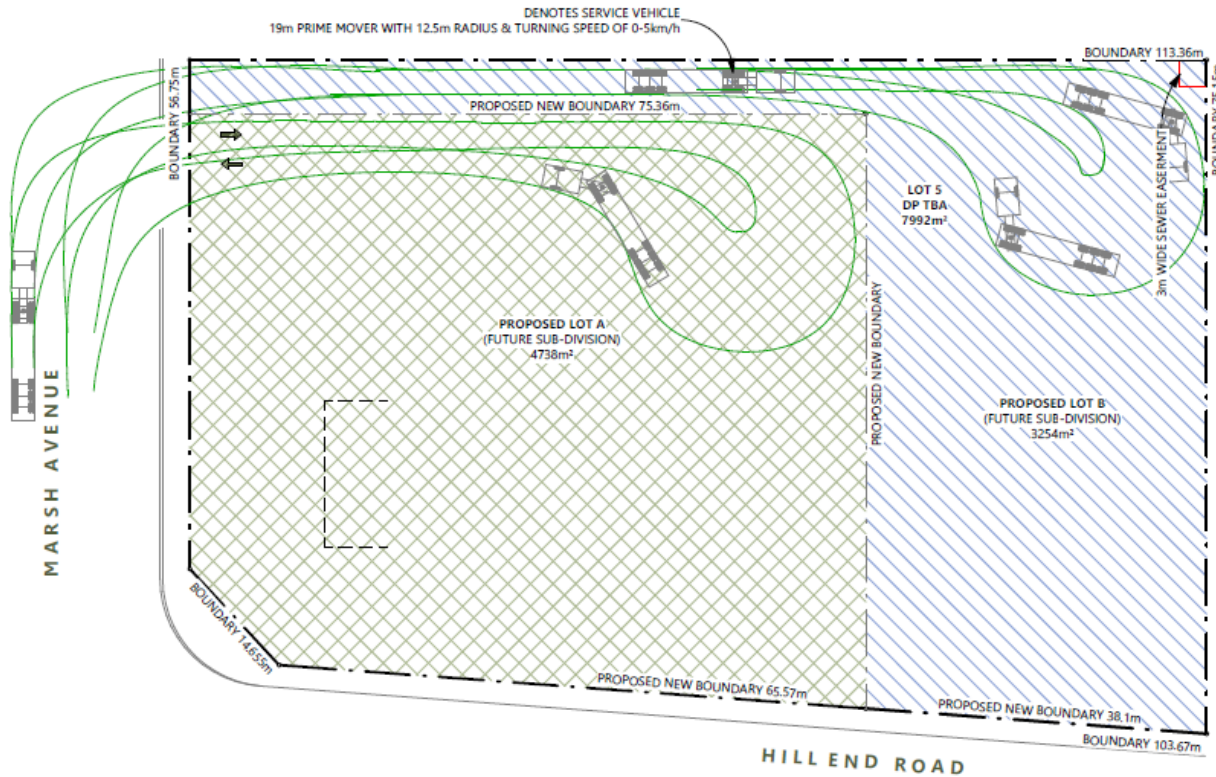 DENOTES SERVICE VEHICLE
19m PRIME MOVER WITH 12.5m RADIUS & TURNING SPEED OF 0-5km/h
BOUNDARY 113.36m
BOUNDARY 56.75m
PROPOSED NEW BOUNDARY 75.36m
3m WIDE SEWER EASERMENT
BOUNDARY
LOT 5
DP TBA
7992m²
PROPOSED LOT A
(FUTURE SUB-DIVISION)
4738m²
PROPOSED NEW BOUNDARY
PROPOSED LOT B
(FUTURE SUB-DIVISION)
3254m²
MARSH AVENUE
BOUNDARY 14.655m
PROPOSED NEW BOUNDARY 65.57m
PROPOSED NEW BOUNDARY 38.1m
BOUNDARY 103.67m
HILL END ROAD